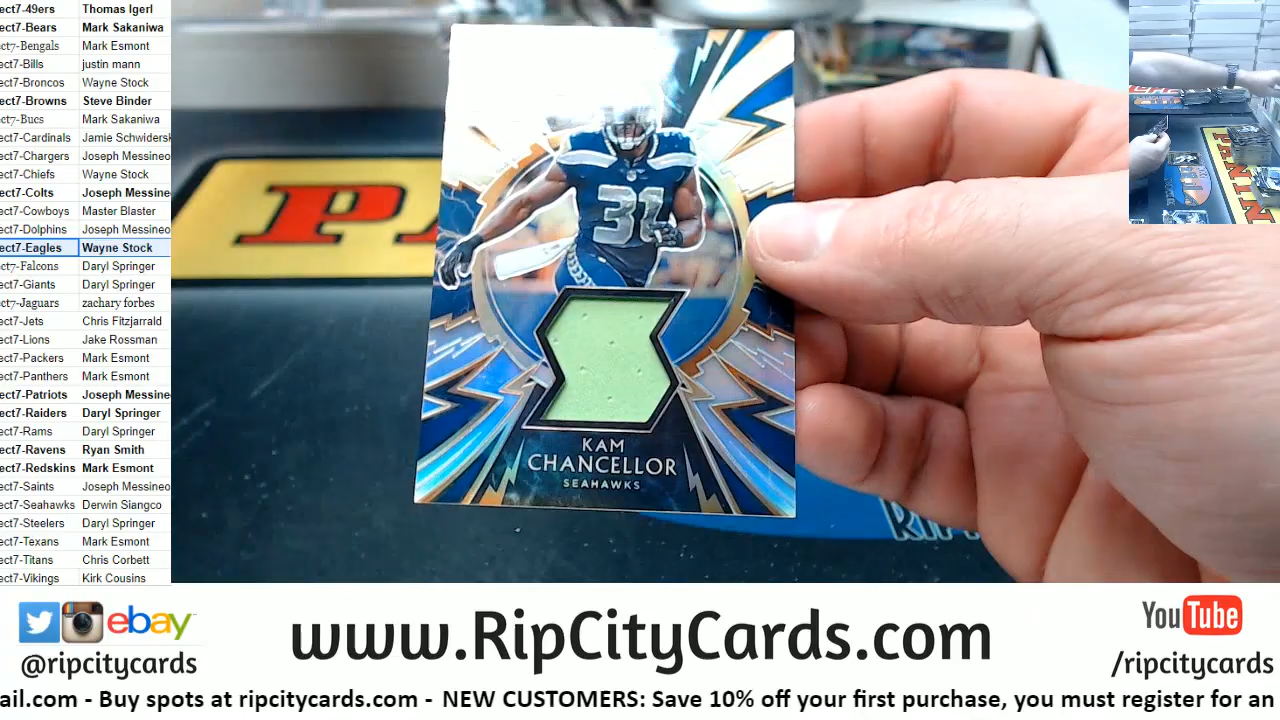 ect7-49ers Thomas Igerl
ect7-Bears Mark Sakaniwa
ect7-Bengals Mark Esmont
ect7-Bills justin mann
ect7-Broncos Wayne Stock
ect7-Browns Steve Binder
ect7-Bucs Mark Sakaniwa
ect7-Cardinals Jamie Schwidersk
ect7-Chargers Joseph Messineo
ect7-Chiefs Wayne Stock
ect7-Colts Joseph Messine
ect7-Cowboys Master Blaster
ect7-Dolphins Joseph Messineo
ect7-Eagles Wayne Stock
ect7-Falcons Daryl Springer
ect7-Giants Daryl Springer
ect7-Jaguars zachary forbes
ect7-Jets Chris Fitzjarrald
ect7-Lions Jake Rossman
ect7-Packers Mark Esmont
ect7-Panthers Mark Esmont
ect7-Patriots Joseph Messine
ect7-Raiders Daryl Springer
ect7-Rams Daryl Springer
ect7-Ravens Ryan Smith
ect7-Redskins Mark Esmont
ect7-Saints Joseph Messineo
ect7-Seahawks Derwin Siangco
ect7-Steelers Daryl Springer
ect7-Texans Mark Esmont
ect7-Titans Chris Corbett
ect7-Vikings Kirk Cousins
PA
31
KAM
CHANCELLOR
SEAHAWKS
RIP
PANINI
ebay
@ripcitycards
www.RipCityCards.com
YouTube
/ripcitycards
ail.com - Buy spots at ripcitycards.com - NEW CUSTOMERS: Save 10% off your first purchase, you must register for an